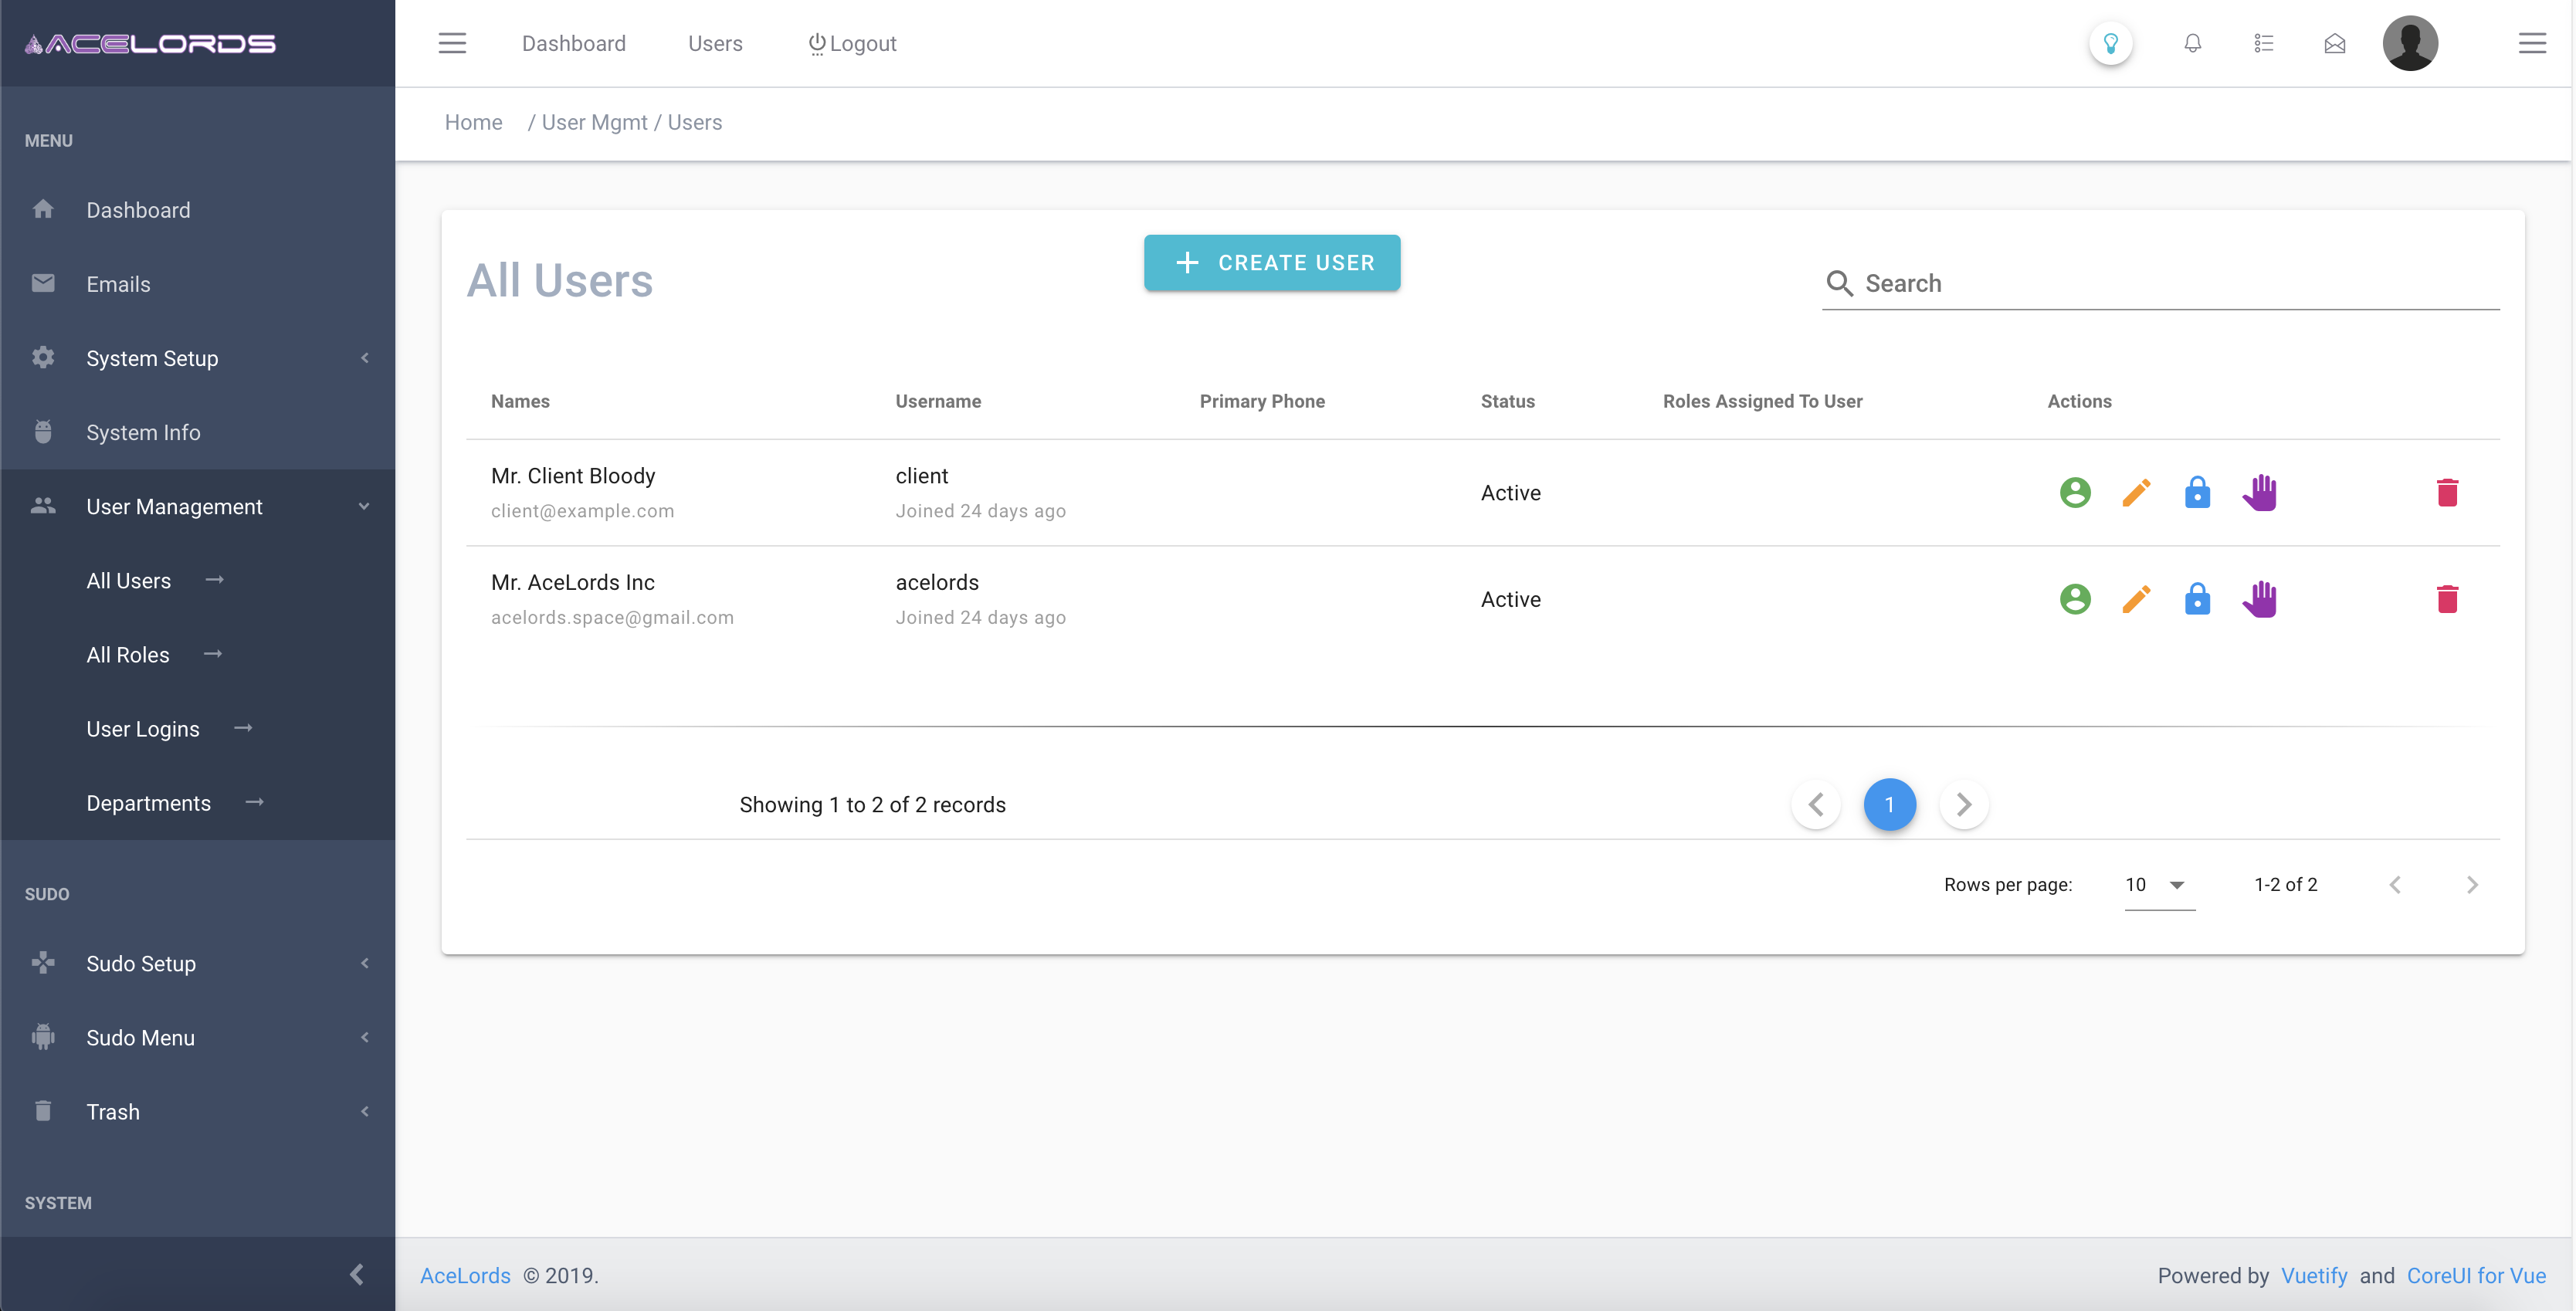 ACELORDS
Dashboard Users Logout
Home / User Mgmt / Users
MENU
Dashboard
Emails
System Setup
System Info
User Management
All Users
All Roles
User Logins
Departments
SUDO
Sudo Setup
Sudo Menu
Trash
SYSTEM
All Users
CREATE USER
Search
Names Username Primary Phone Status Roles Assigned To User Actions
Mr. Client Bloody client Active
client@example.com Joined 24 days ago
Mr. AceLords Inc acelords Active
acelords.space@gmail.com Joined 24 days ago
Showing 1 to 2 of 2 records 1
Rows per page: 10 1-2 of 2
AceLords © 2019. Powered by Vuetify and CoreUI for Vue